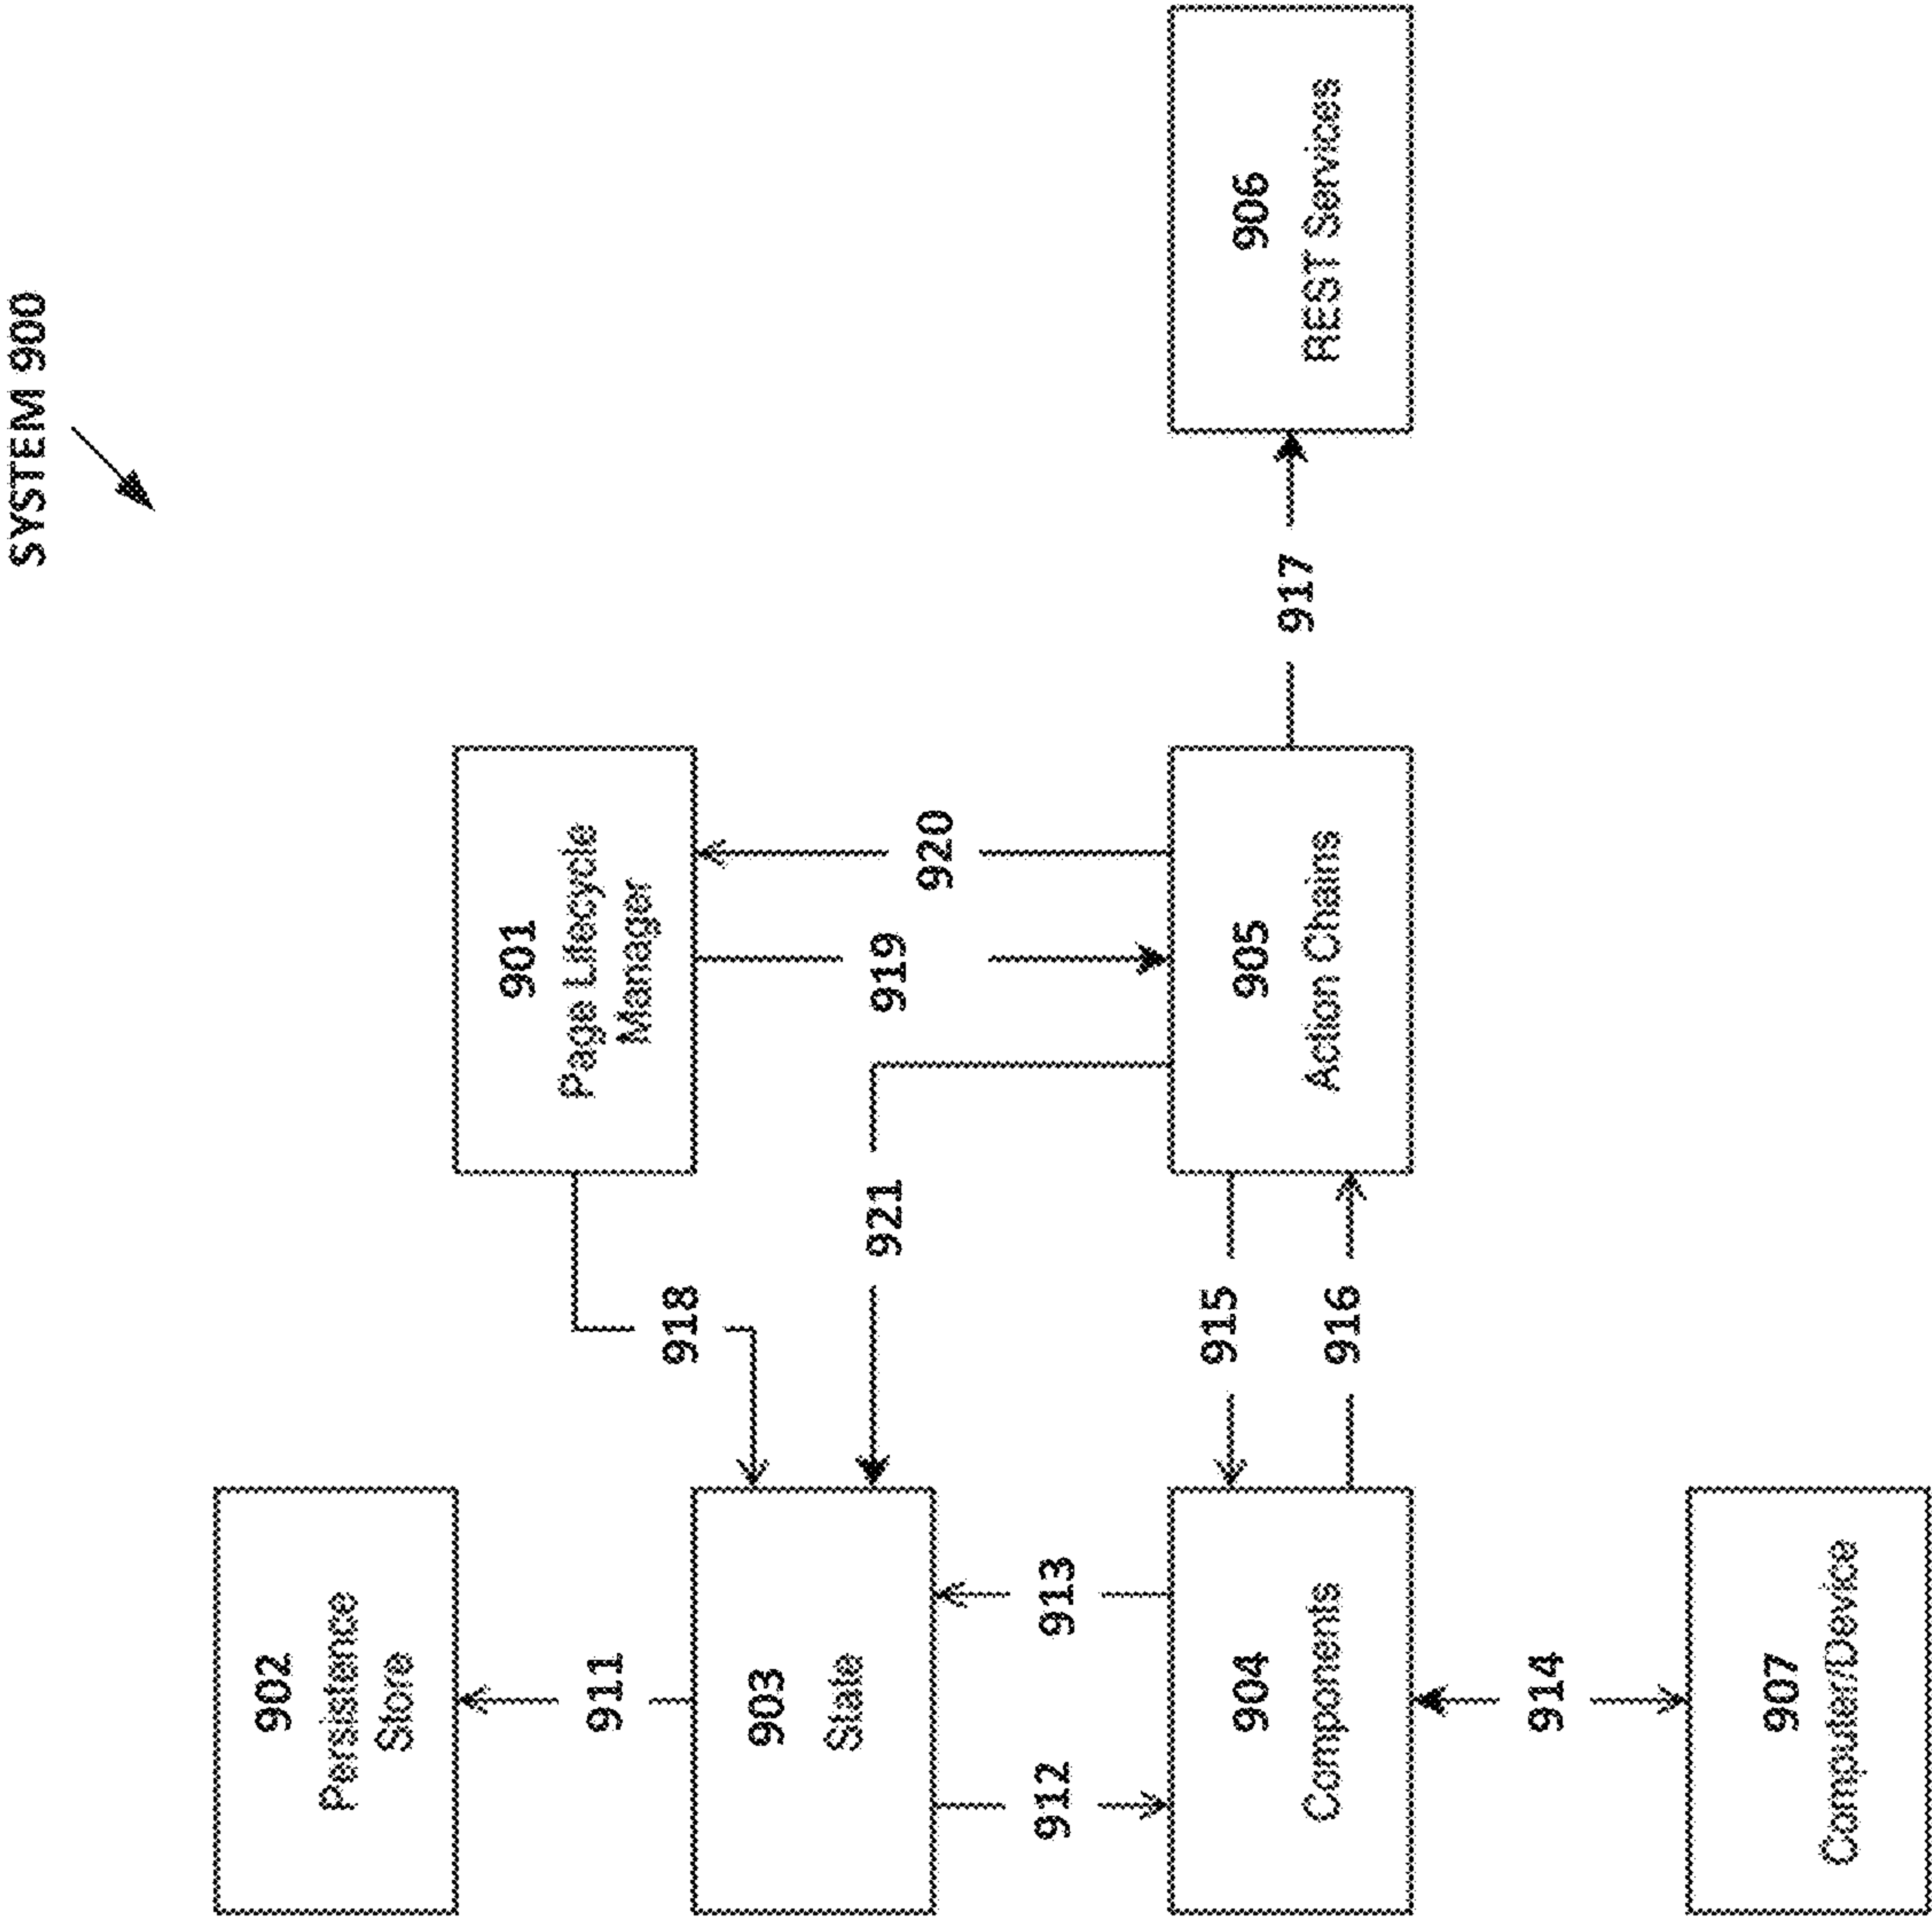 SYSTEM 900
902
Persistence
Store
911
903
State
912
913
904
Components
914
907
Computer/Device
918
921
915
916
901
Page Lifecycle
Manager
919
920
905
Action Chains
917
906
REST Services